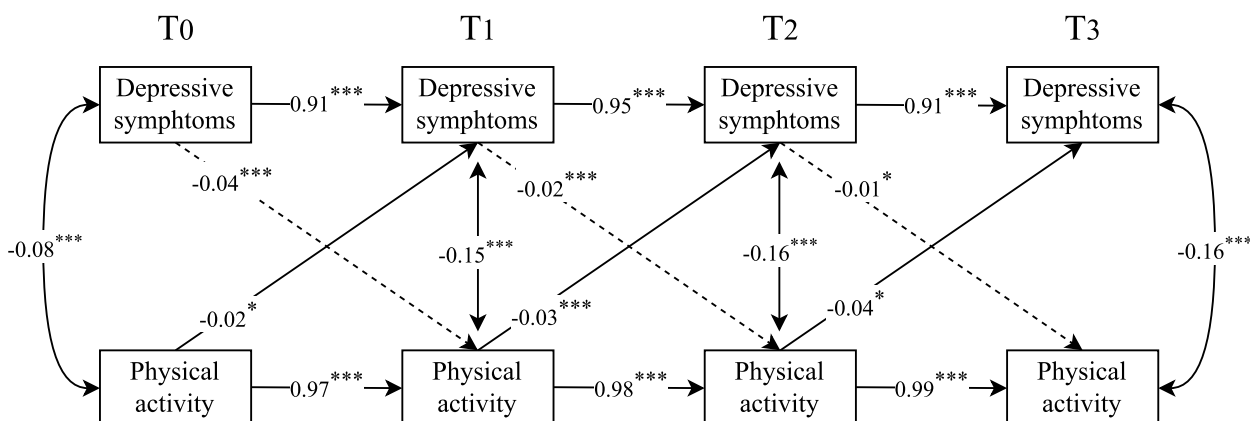 T0
T1
T2
T3
Depressive
symphtoms
0.91***
Depressive
symphtoms
0.95***
Depressive
symphtoms
0.91***
Depressive
symphtoms
-0.04***
-0.02***
-0.01*
-0.08***
-0.15***
-0.16***
-0.16***
-0.02*
-0.03***
-0.04*
Physical
activity
0.97***
Physical
activity
0.98***
Physical
activity
0.99***
Physical
activity